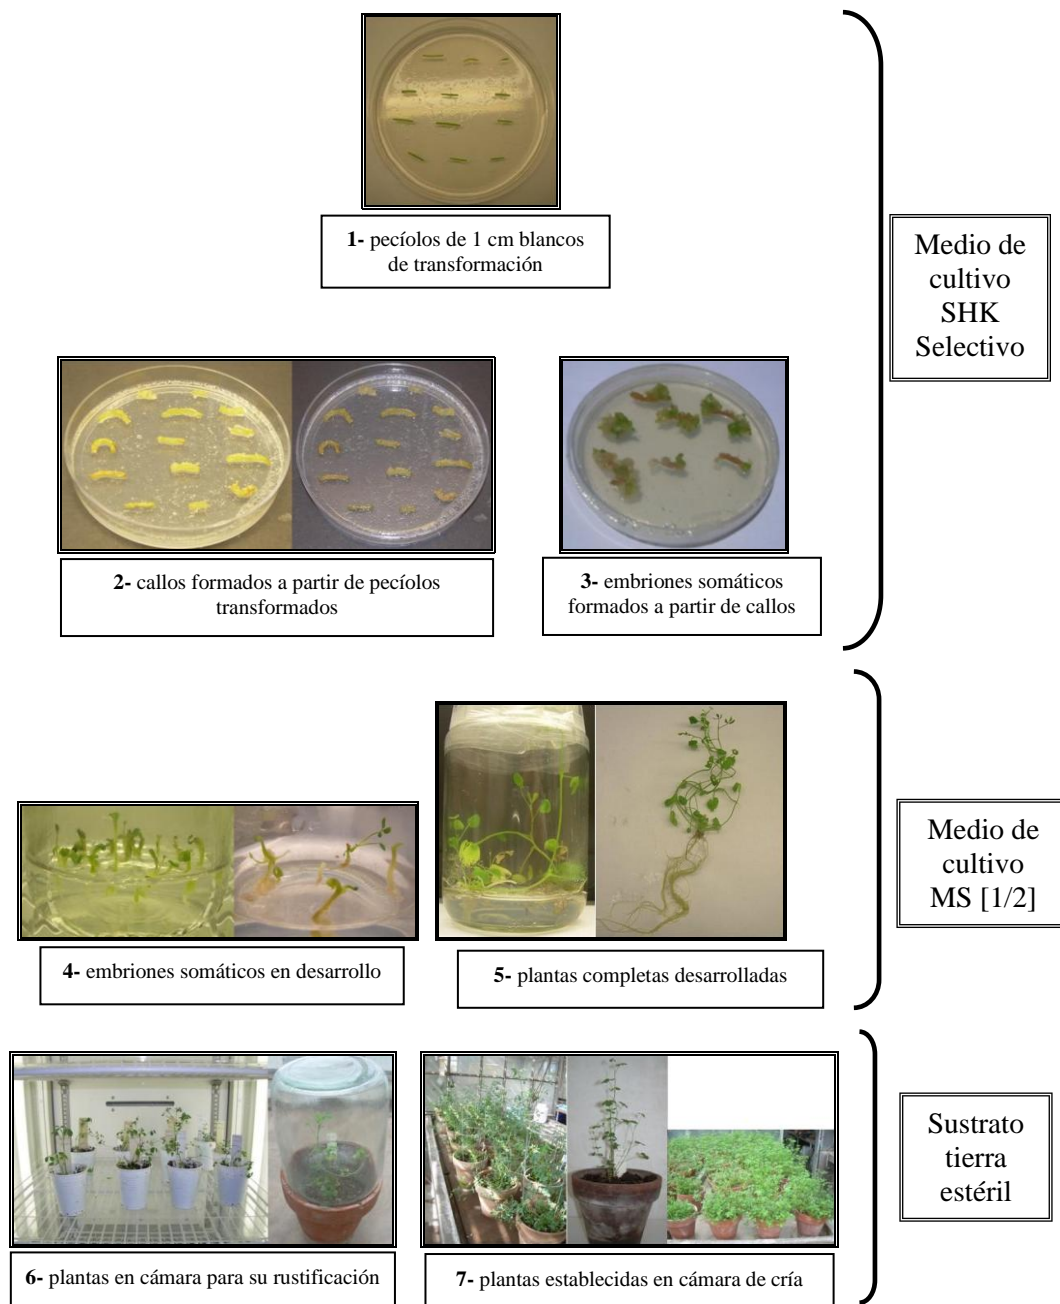 1- pecíolos de 1 cm blancos
de transformación
Medio de
cultivo
SHK
Selectivo
2- callos formados a partir de pecíolos
transformados
3- embriones somáticos
formados a partir de callos
4- embriones somáticos en desarrollo
5- plantas completas desarrolladas
Medio de
cultivo
MS [1/2]
6- plantas en cámara para su rustificación
7- plantas establecidas en cámara de cría
Sustrato
tierra
estéril